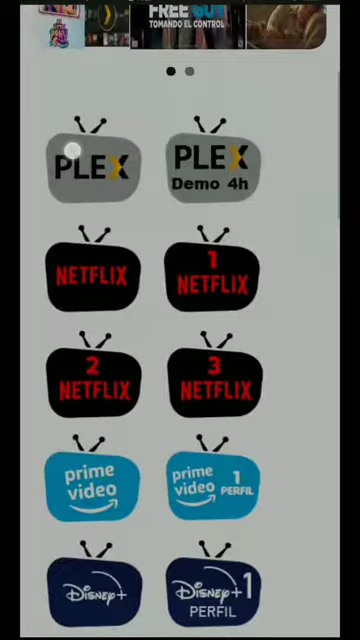 FREE GUY
TOMANDO EL CONTROL
PLEX
PLEX
Demo 4h
NETFLIX
1
NETFLIX
2
NETFLIX
3
NETFLIX
prime
video
prime
video
1
PERFIL
Disney+
Disney+ 1
PERFIL